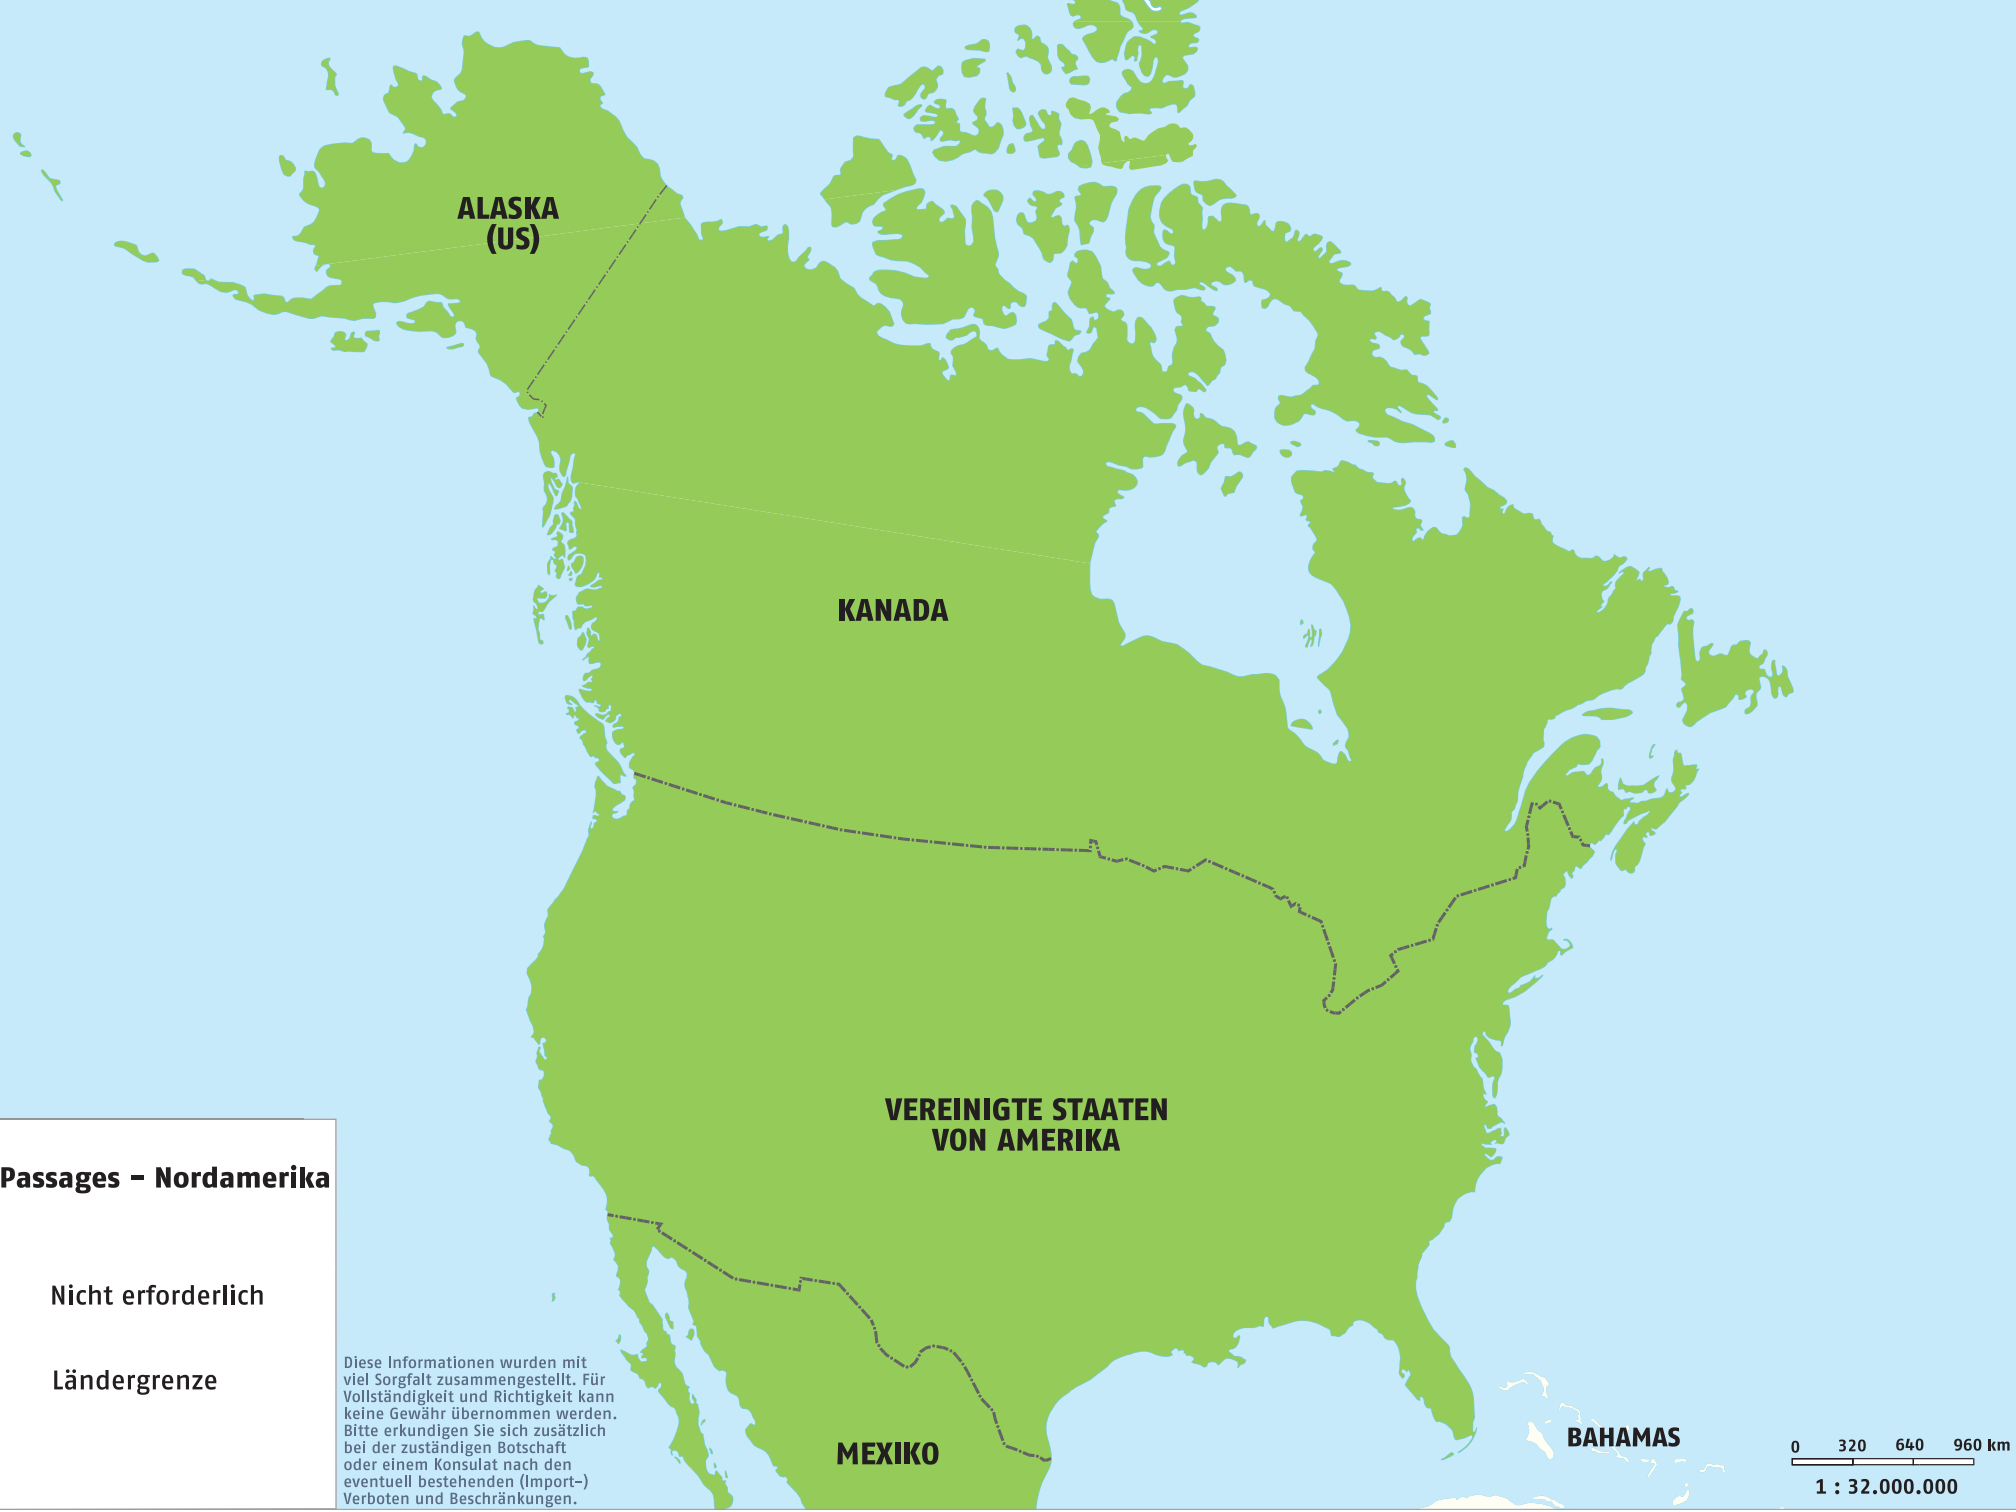 ALASKA
(US)
KANADA
VEREINIGTE STAATEN
VON AMERIKA
Passages – Nordamerika
Nicht erforderlich
Ländergrenze
Diese Informationen wurden mit
viel Sorgfalt zusammengestellt. Für
Vollständigkeit und Richtigkeit kann
keine Gewähr übernommen werden.
Bitte erkundigen Sie sich zusätzlich
bei der zuständigen Botschaft
oder einem Konsulat nach den
eventuell bestehenden (Import-)
Verboten und Beschränkungen.
MEXIKO
BAHAMAS
0 320 640 960 km
1 : 32.000.000